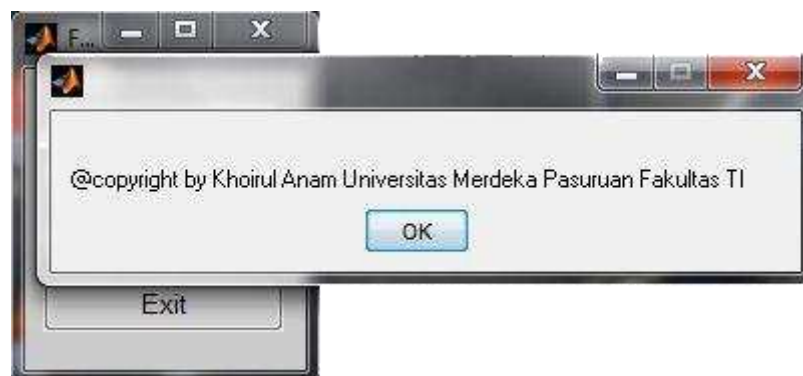 F...
@copyright by Khoirul Anam Universitas Merdeka Pasuruan Fakultas TI
OK
Exit